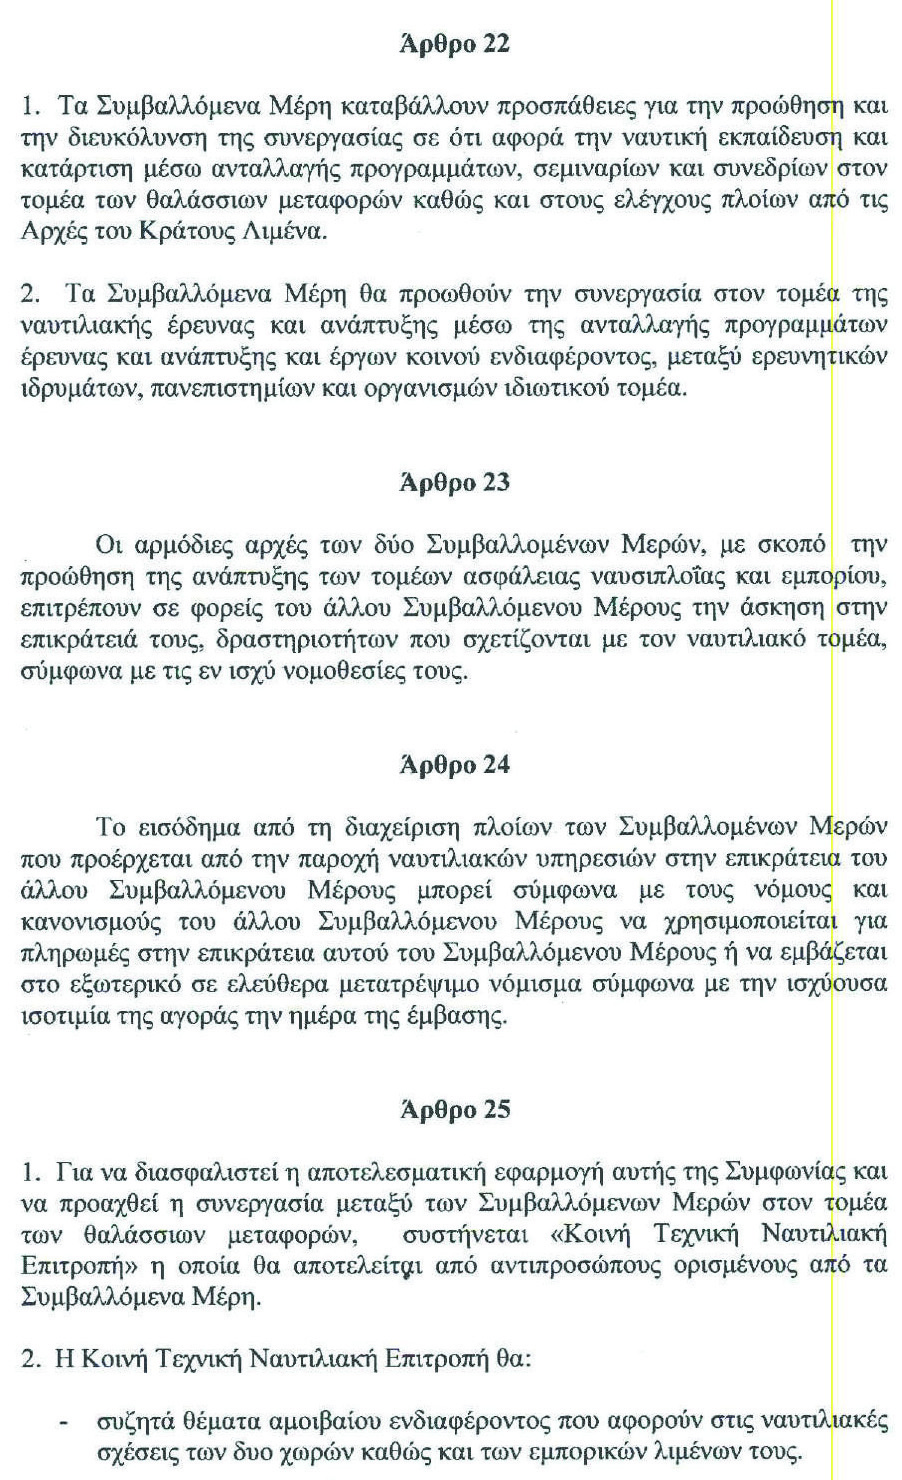 Άρθρο 22
1. Τα Συμβαλλόμενα Μέρη καταβάλλουν προσπάθειες για την προώθηση και
την διευκόλυνση της συνεργασίας σε ότι αφορά την ναυτική εκπαίδευση και
κατάρτιση μέσω ανταλλαγής προγραμμάτων, σεμιναρίων και συνεδρίων στον
τομέα των θαλάσσιων μεταφορών καθώς και στους ελέγχους πλοίων από τις
Αρχές του Κράτους Λιμένα.
2. Τα Συμβαλλόμενα Μέρη θα προωθούν την συνεργασία στον τομέα της
ναυτιλιακής έρευνας και ανάπτυξης μέσω της ανταλλαγής προγραμμάτων
έρευνας και ανάπτυξης και έργων κοινού ενδιαφέροντος, μεταξύ ερευνητικών
ιδρυμάτων, πανεπιστημίων και οργανισμών ιδιωτικού τομέα.
Άρθρο 23
Οι αρμόδιες αρχές των δύο Συμβαλλομένων Μερών, με σκοπό την
προώθηση της ανάπτυξης των τομέων ασφάλειας ναυσιπλοΐας και εμπορίου,
επιτρέπουν σε φορείς του άλλου Συμβαλλόμενου Μέρους την άσκηση στην
επικράτειά τους, δραστηριοτήτων που σχετίζονται με τον ναυτιλιακό τομέα,
σύμφωνα με τις εν ισχύ νομοθεσίες τους.
Άρθρο 24
Το εισόδημα από τη διαχείριση πλοίων των Συμβαλλομένων Μερών
που προέρχεται από την παροχή ναυτιλιακών υπηρεσιών στην επικράτεια του
άλλου Συμβαλλόμενου Μέρους μπορεί σύμφωνα με τους νόμους και
κανονισμούς του άλλου Συμβαλλόμενου Μέρους να χρησιμοποιείται για
πληρωμές στην επικράτεια αυτού του Συμβαλλόμενου Μέρους ή να εμβάζεται
στο εξωτερικό σε ελεύθερα μετατρέψιμο νόμισμα σύμφωνα με την ισχύουσα
ισοτιμία της αγοράς την ημέρα της έμβασης.
Άρθρο 25
1. Για να διασφαλιστεί η αποτελεσματική εφαρμογή αυτής της Συμφωνίας και
να προαχθεί η συνεργασία μεταξύ των Συμβαλλόμενων Μερών στον τομέα
των θαλάσσιων μεταφορών, συστήνεται «Κοινή Τεχνική Ναυτιλιακή
Επιτροπή» η οποία θα αποτελείται από αντιπροσώπους ορισμένους από τα
Συμβαλλόμενα Μέρη.
2. Η Κοινή Τεχνική Ναυτιλιακή Επιτροπή θα:
- συζητά θέματα αμοιβαίου ενδιαφέροντος που αφορούν στις ναυτιλιακές
σχέσεις των δυο χωρών καθώς και των εμπορικών λιμένων τους.